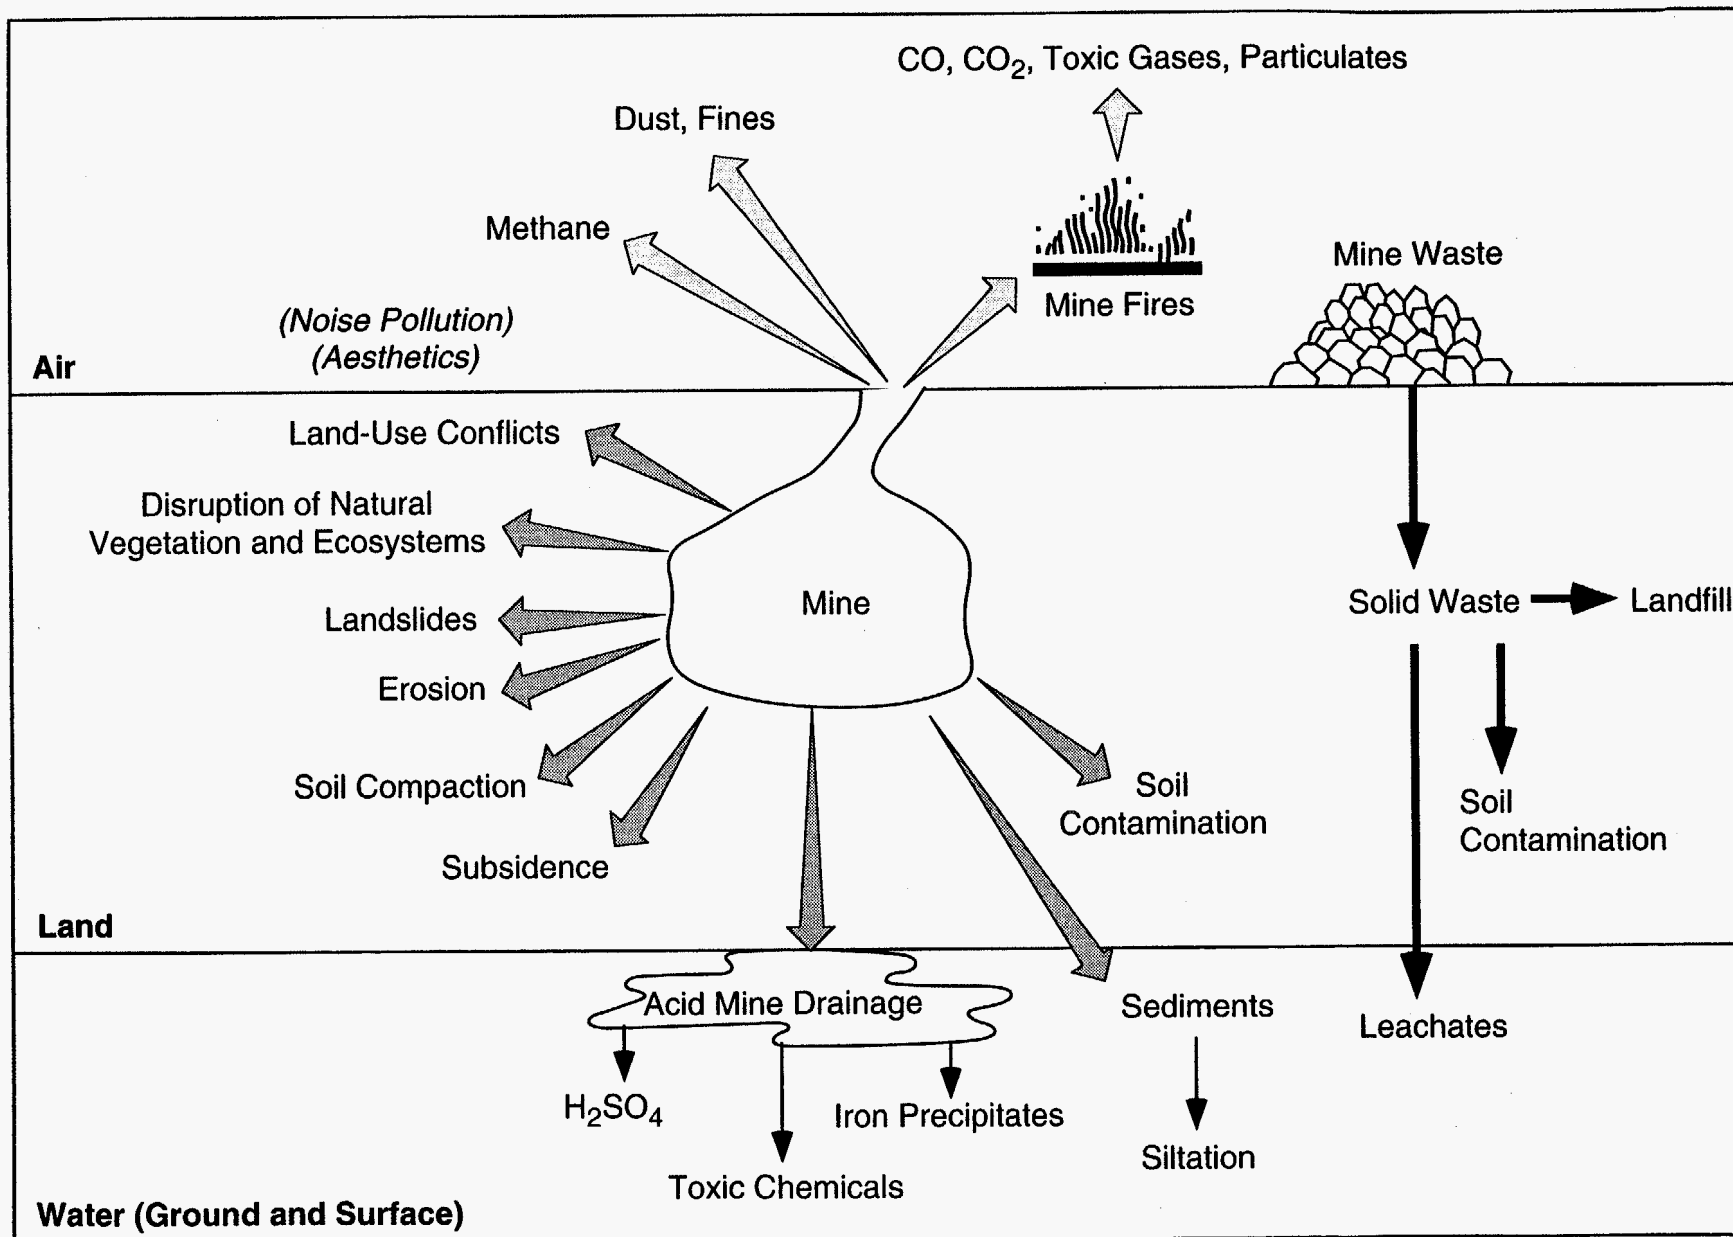 CO, CO₂, Toxic Gases, Particulates
Dust, Fines
Methane
Mine Waste
Mine Fires
(Noise Pollution)
(Aesthetics)
Air
Land-Use Conflicts
Disruption of Natural
Vegetation and Ecosystems
Mine
Solid Waste
Landfill
Landslides
Erosion
Soil Compaction
Soil
Contamination
Soil
Contamination
Subsidence
Land
Acid Mine Drainage
Sediments
Leachates
H₂SO₄
Iron Precipitates
Siltation
Toxic Chemicals
Water (Ground and Surface)